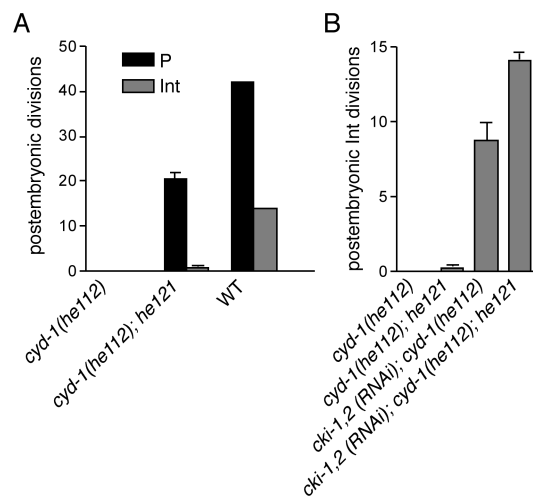 A
postembryonic divisions
50
40
30
20
10
0
P
Int
cyd-1(he112)
cyd-1(he112); he121
WT
B
postembryonic Int divisions
15
10
5
0
cyd-1(he112)
cyd-1(he112); he121
cki-1,2 (RNAi); cyd-1(he112)
cki-1,2 (RNAi); cyd-1(he112); he121